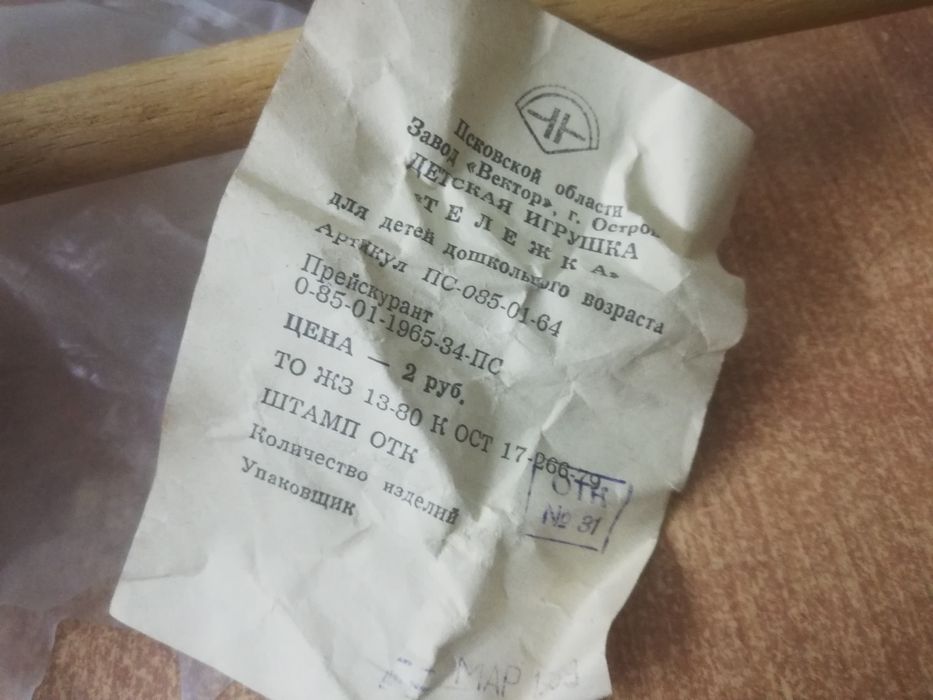 Псковской области
Завод «Вектор», г. Остров
ДЕТСКАЯ ИГРУШКА
«ТЕЛЕЖКА»
для детей дошкольного возраста
Артикул ПС-085-01-64
Прейскурант
0-85-01-1965-34-ПС
ЦЕНА — 2 руб.
ТО ЖЗ 13-80 К ОСТ 17-266-79
ШТАМП ОТК
Количество изделий
Упаковщик
ОТК
№ 31
МАР